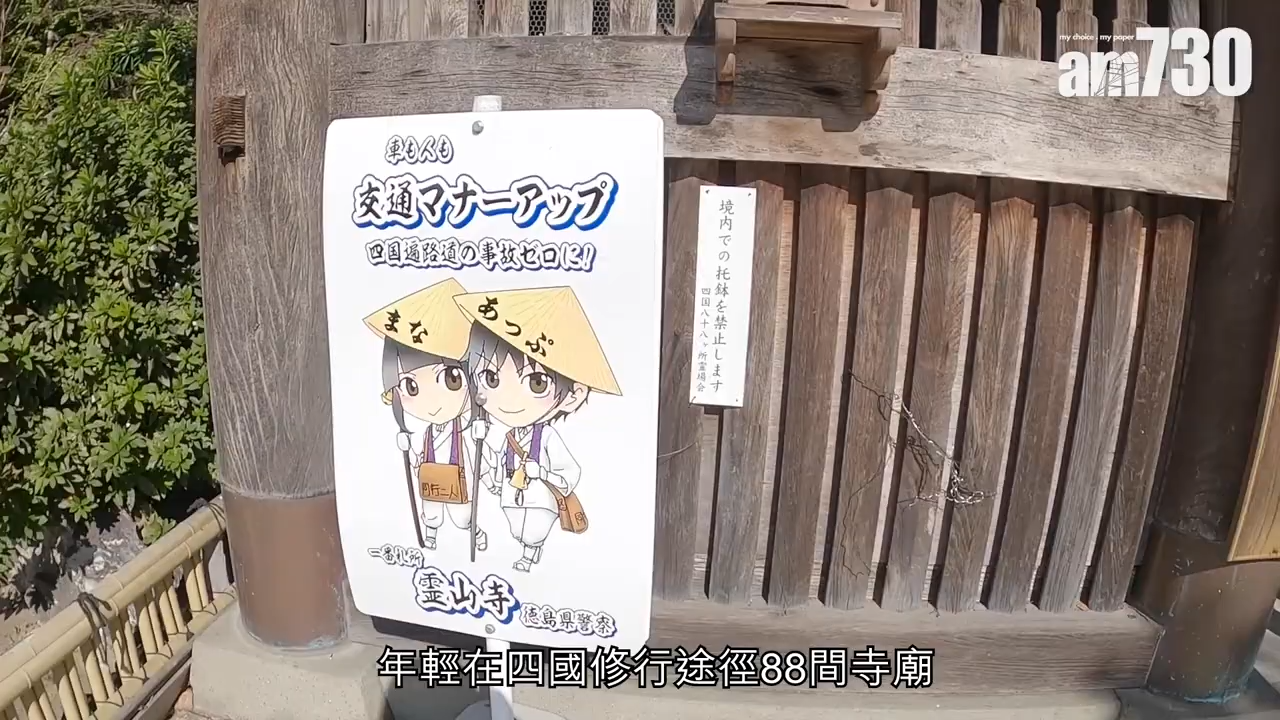 my choice . my paper
am730
車も人も
交通マナーアップ
四国遍路道の事故ゼロに!
まな
あっぷ
同行二人
一番札所
霊山寺
徳島県警察
境内での托鉢を禁止します
四国八十八ヶ所霊場会
年輕在四國修行途徑88間寺廟